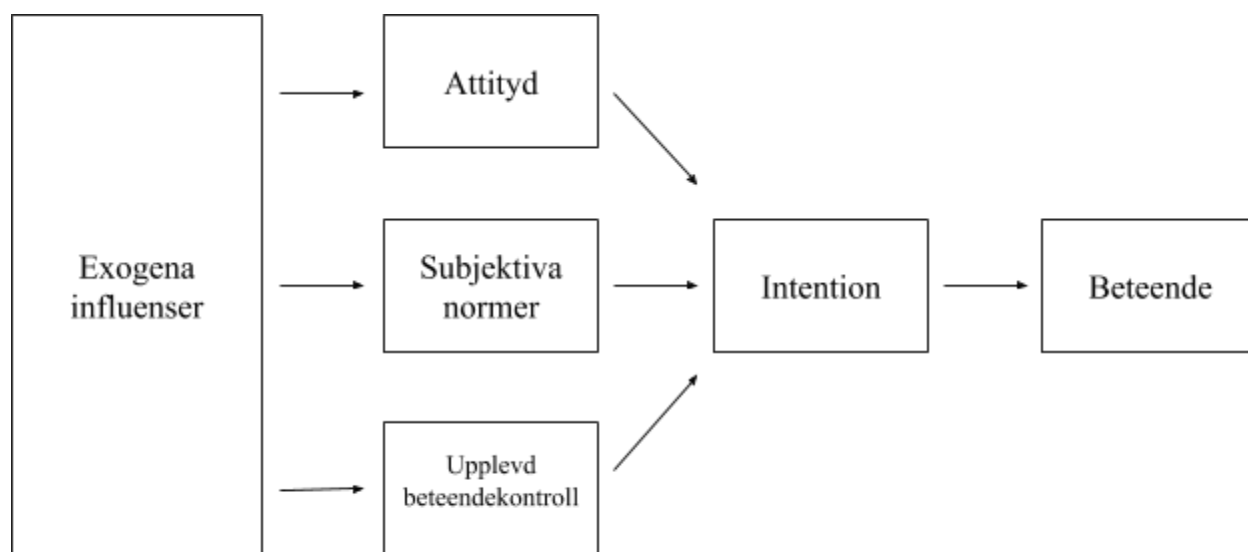 Exogena
influenser
Attityd
Subjektiva
normer
Upplevd
beteendekontroll
Intention
Beteende